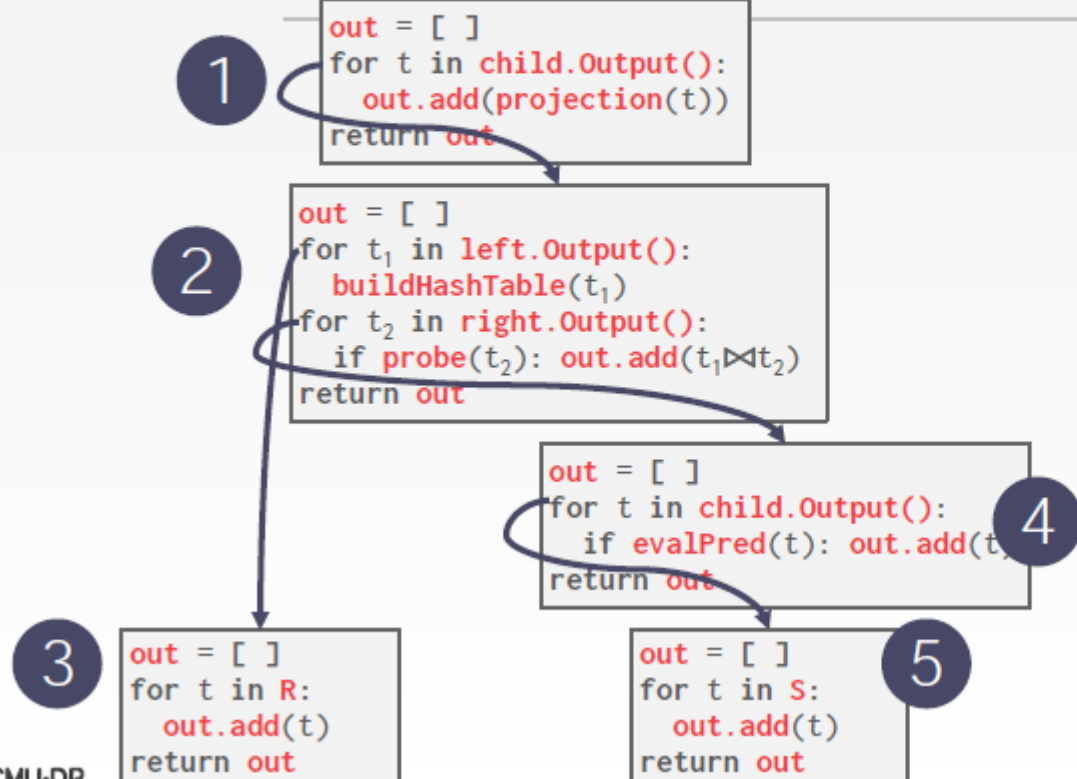 1
out = [ ]
for t in child.Output():
out.add(projection(t))
return out
2
out = [ ]
for t₁ in left.Output():
buildHashTable(t₁)
for t₂ in right.Output():
if probe(t₂): out.add(t₁⋈t₂)
return out
4
out = [ ]
for t in child.Output():
if evalPred(t): out.add(t
return out
3
out = [ ]
for t in R:
out.add(t)
return out
5
out = [ ]
for t in S:
out.add(t)
return out
CMU·DB